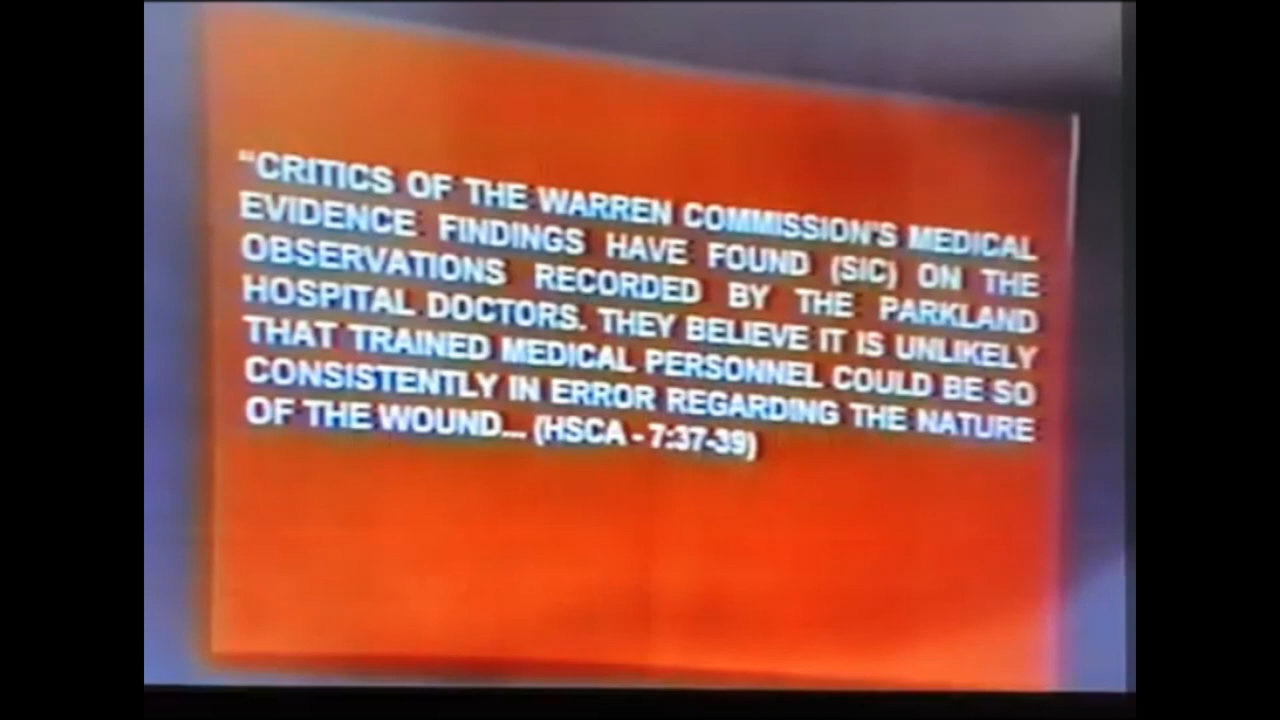 “CRITICS OF THE WARREN COMMISSION'S MEDICAL
EVIDENCE FINDINGS HAVE FOUND (SIC) ON THE
OBSERVATIONS RECORDED BY THE PARKLAND
HOSPITAL DOCTORS. THEY BELIEVE IT IS UNLIKELY
THAT TRAINED MEDICAL PERSONNEL COULD BE SO
CONSISTENTLY IN ERROR REGARDING THE NATURE
OF THE WOUND... (HSCA - 7:37-39)